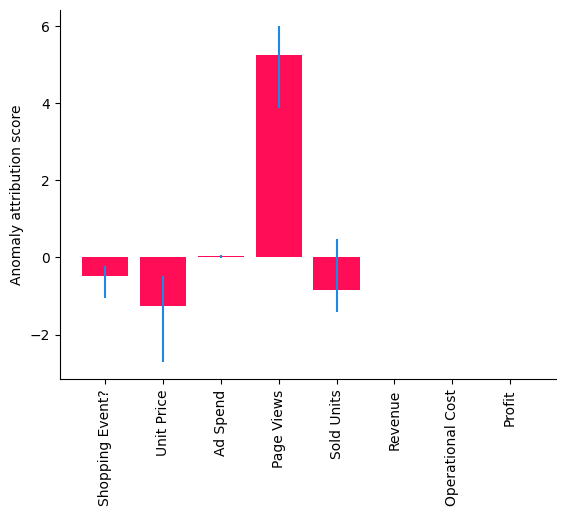 Anomaly attribution score
6
4
2
0
−2
Shopping Event?
Unit Price
Ad Spend
Page Views
Sold Units
Revenue
Operational Cost
Profit